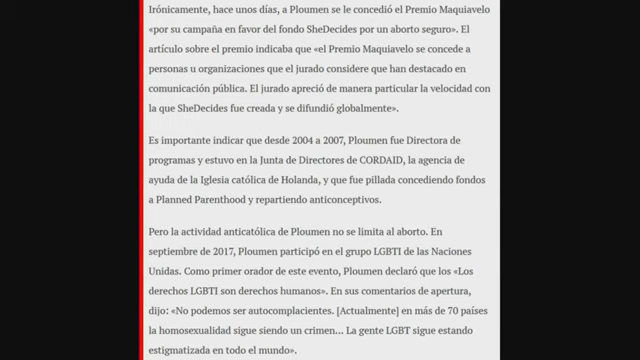 Irónicamente, hace unos días, a Ploumen se le concedió el Premio Maquiavelo
«por su campaña en favor del fondo SheDecides por un aborto seguro». El
artículo sobre el premio indicaba que «el Premio Maquiavelo se concede a
personas u organizaciones que el jurado considere que han destacado en
comunicación pública. El jurado apreció de manera particular la velocidad con
la que SheDecides fue creada y se difundió globalmente».
Es importante indicar que desde 2004 a 2007, Ploumen fue Directora de
programas y estuvo en la Junta de Directores de CORDAID, la agencia de
ayuda de la Iglesia católica de Holanda, y que fue pillada concediendo fondos
a Planned Parenthood y repartiendo anticonceptivos.
Pero la actividad anticatólica de Ploumen no se limita al aborto. En
septiembre de 2017, Ploumen participó en el grupo LGBTI de las Naciones
Unidas. Como primer orador de este evento, Ploumen declaró que los «Los
derechos LGBTI son derechos humanos». En sus comentarios de apertura,
dijo: «No podemos ser autocomplacientes. [Actualmente] en más de 70 países
la homosexualidad sigue siendo un crimen… La gente LGBT sigue estando
estigmatizada en todo el mundo».